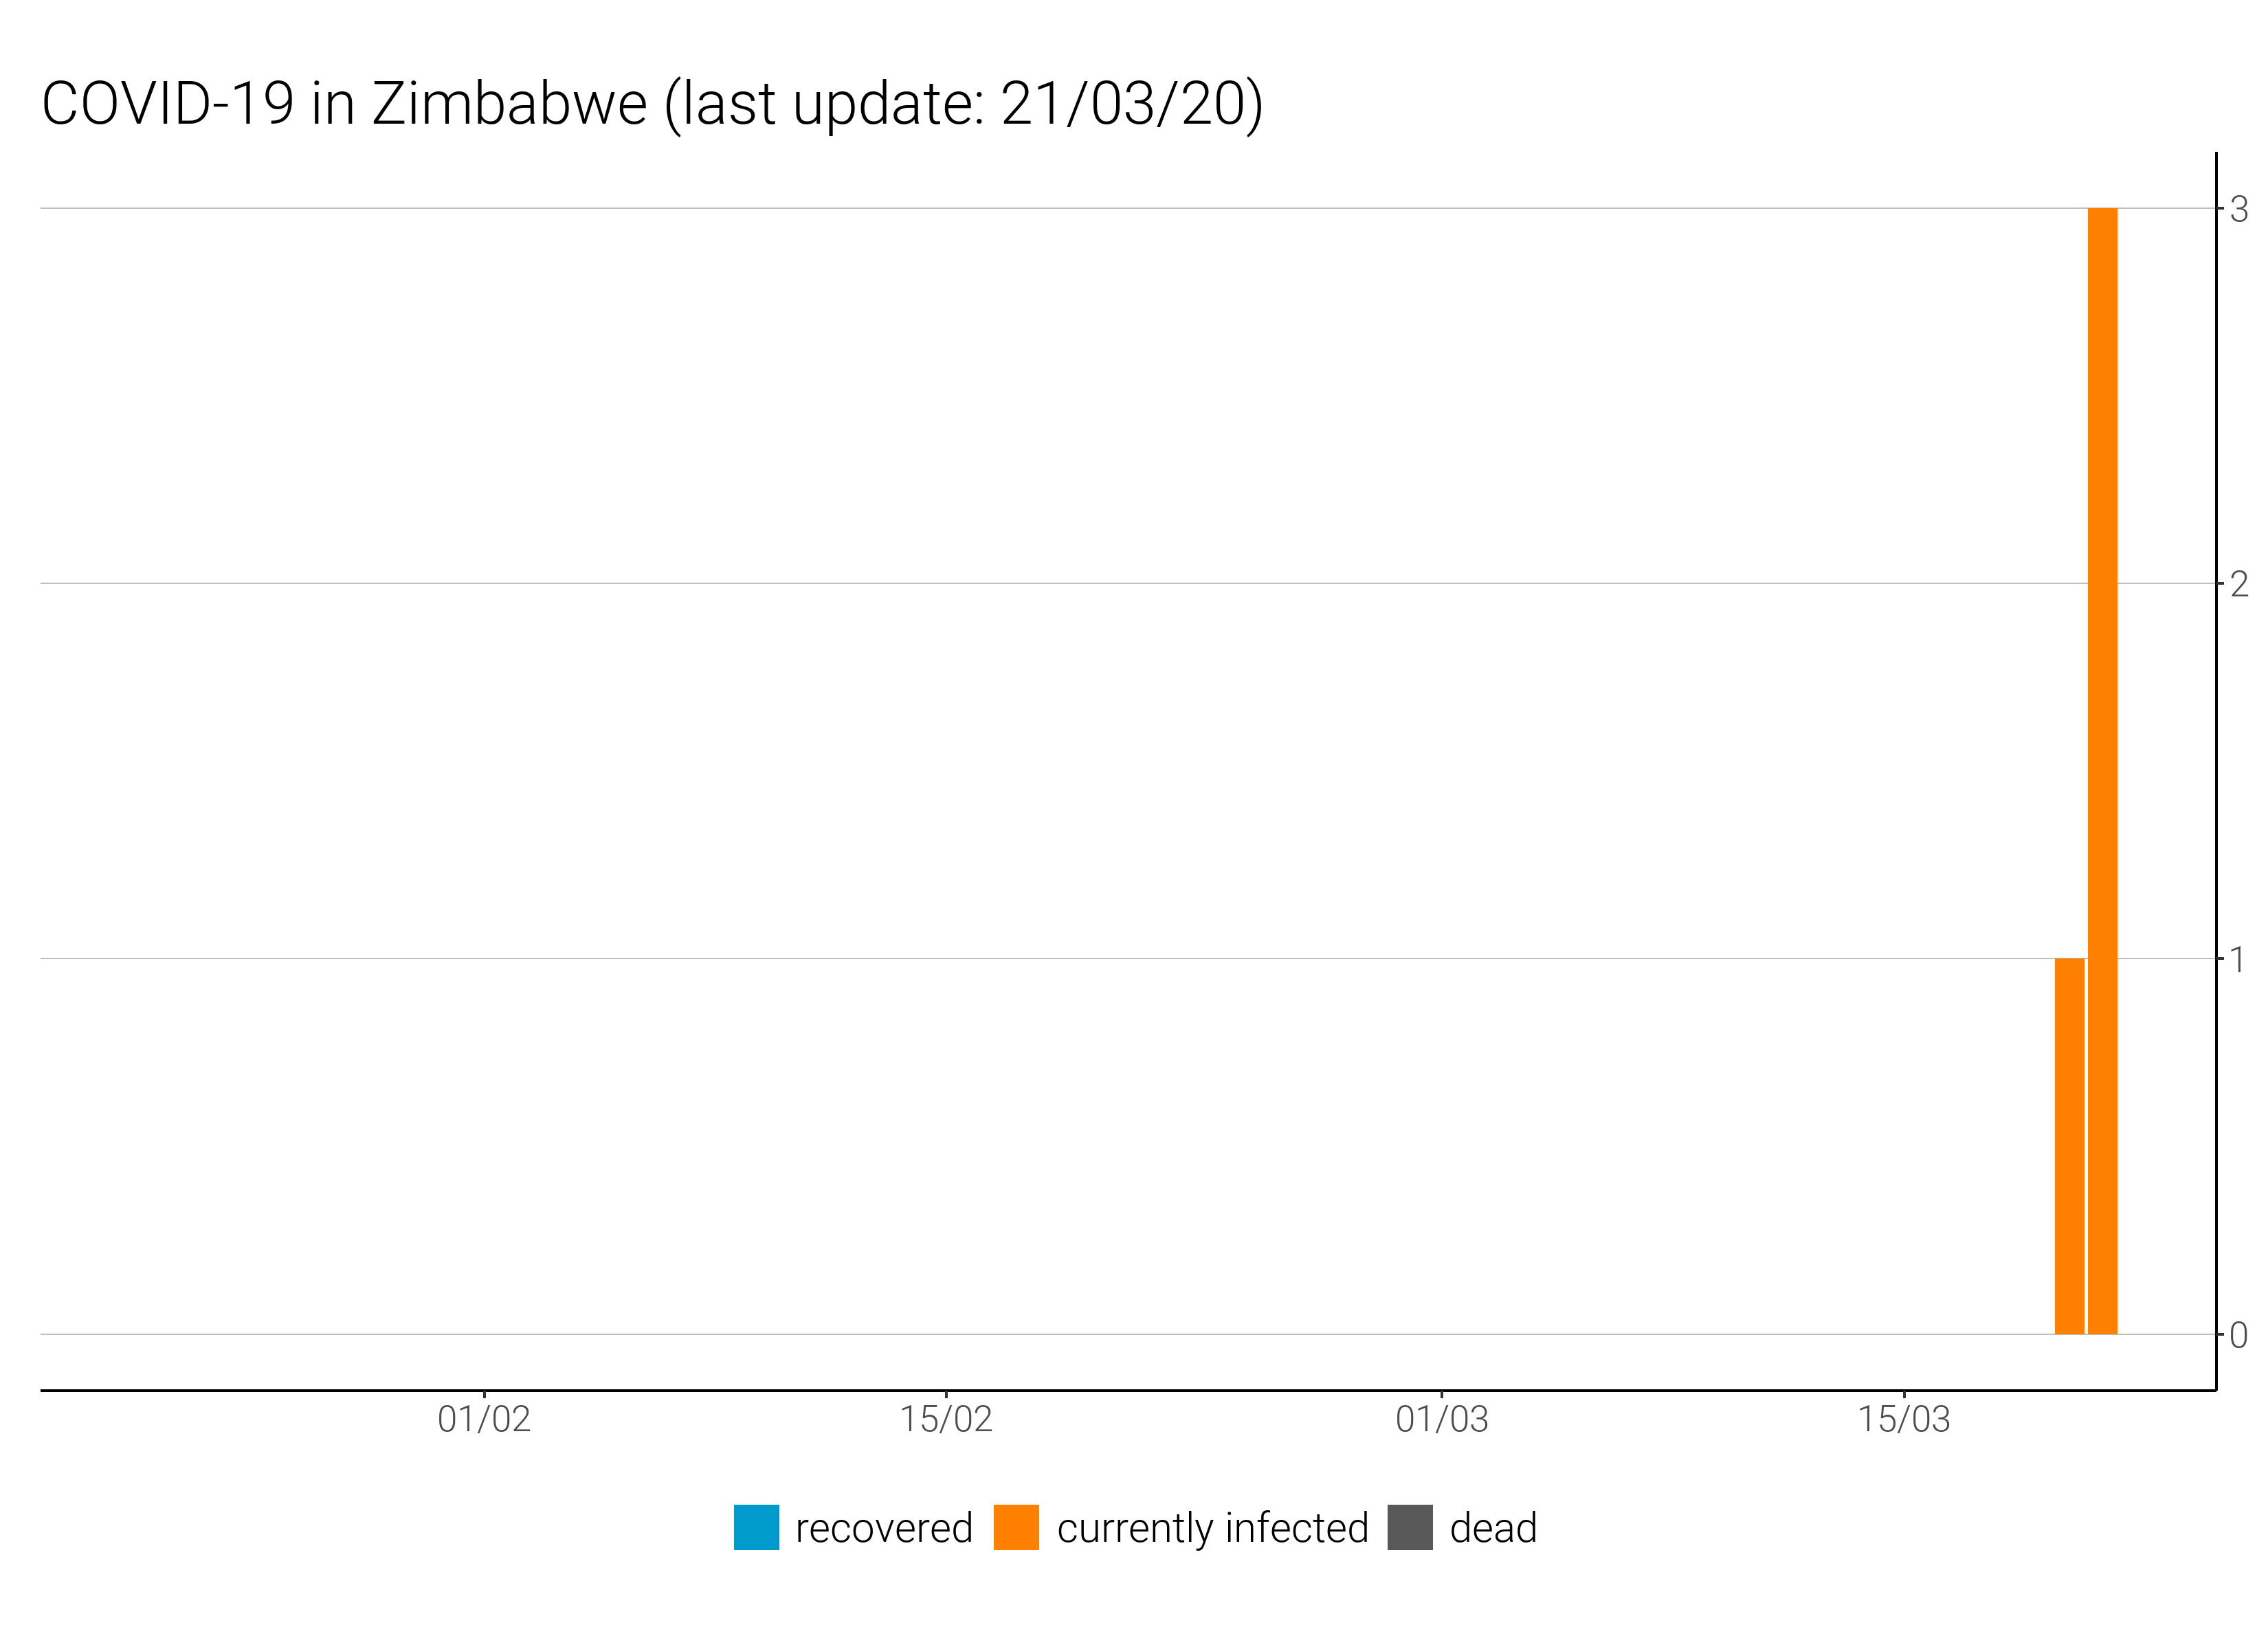 COVID-19 in Zimbabwe (last update: 21/03/20)
3
2
1
0
01/02 15/02 01/03 15/03
recovered currently infected dead